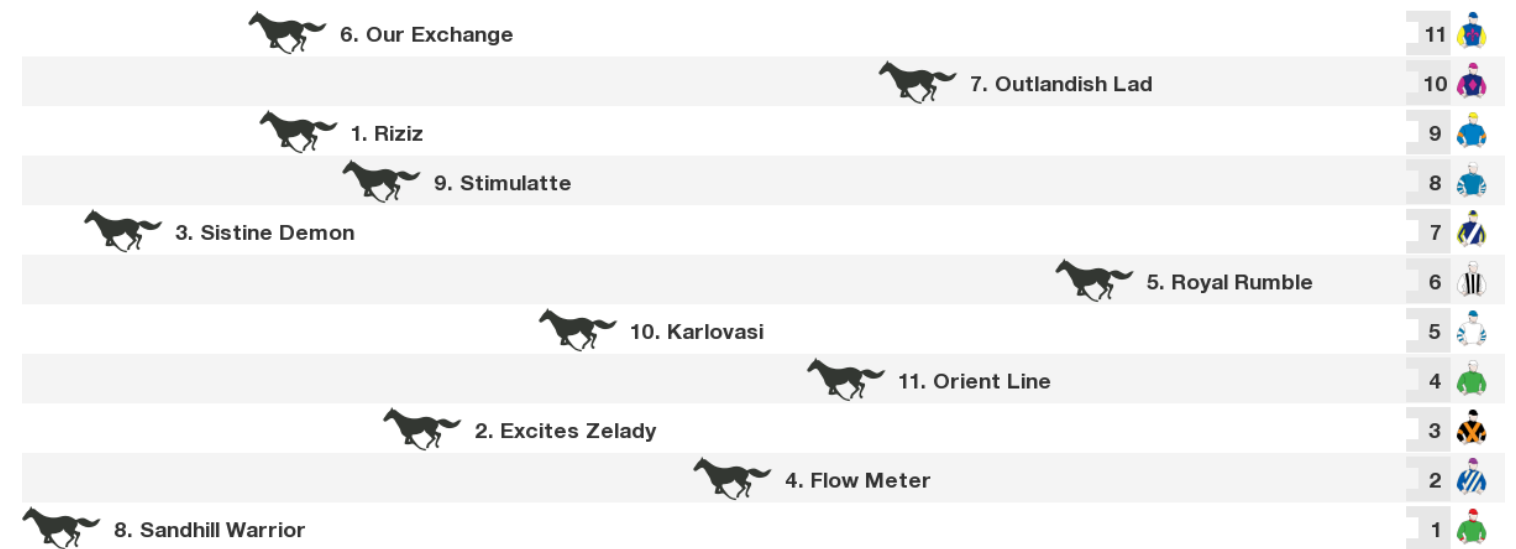 6. Our Exchange 11
7. Outlandish Lad 10
1. Riziz 9
9. Stimulatte 8
3. Sistine Demon 7
5. Royal Rumble 6
10. Karlovasi 5
11. Orient Line 4
2. Excites Zelady 3
4. Flow Meter 2
8. Sandhill Warrior 1